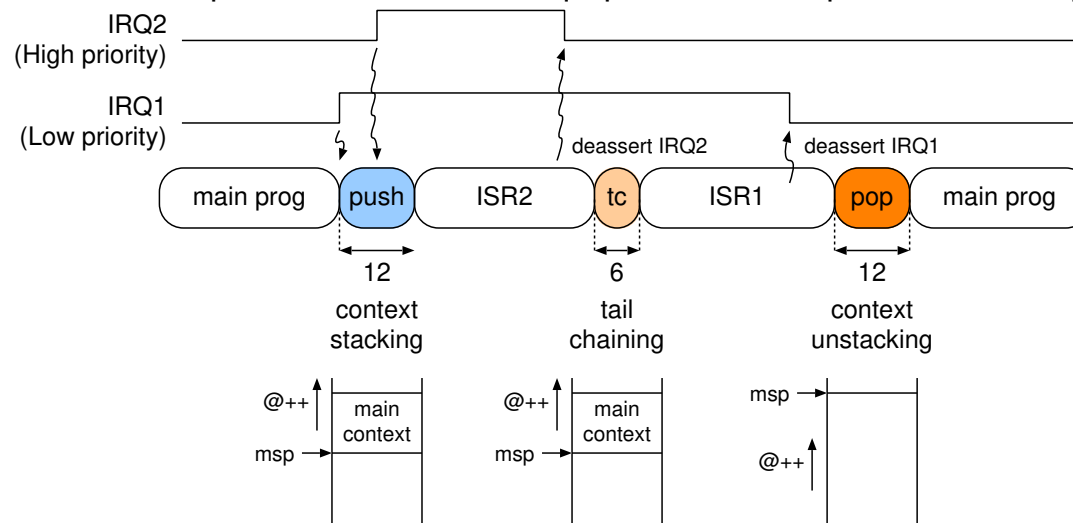 IRQ2
(High priority)
IRQ1
(Low priority)
deassert IRQ2
deassert IRQ1
main prog
push
ISR2
tc
ISR1
pop
main prog
12
6
12
context
stacking
tail
chaining
context
unstacking
@++
main
context
msp
@++
main
context
msp
msp
@++